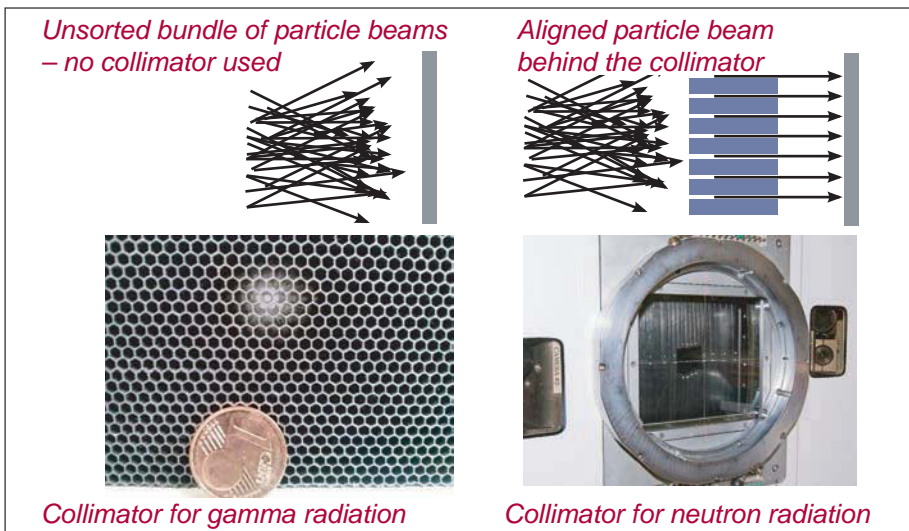 Unsorted bundle of particle beams
– no collimator used
Aligned particle beam
behind the collimator
1
Collimator for gamma radiation
Collimator for neutron radiation